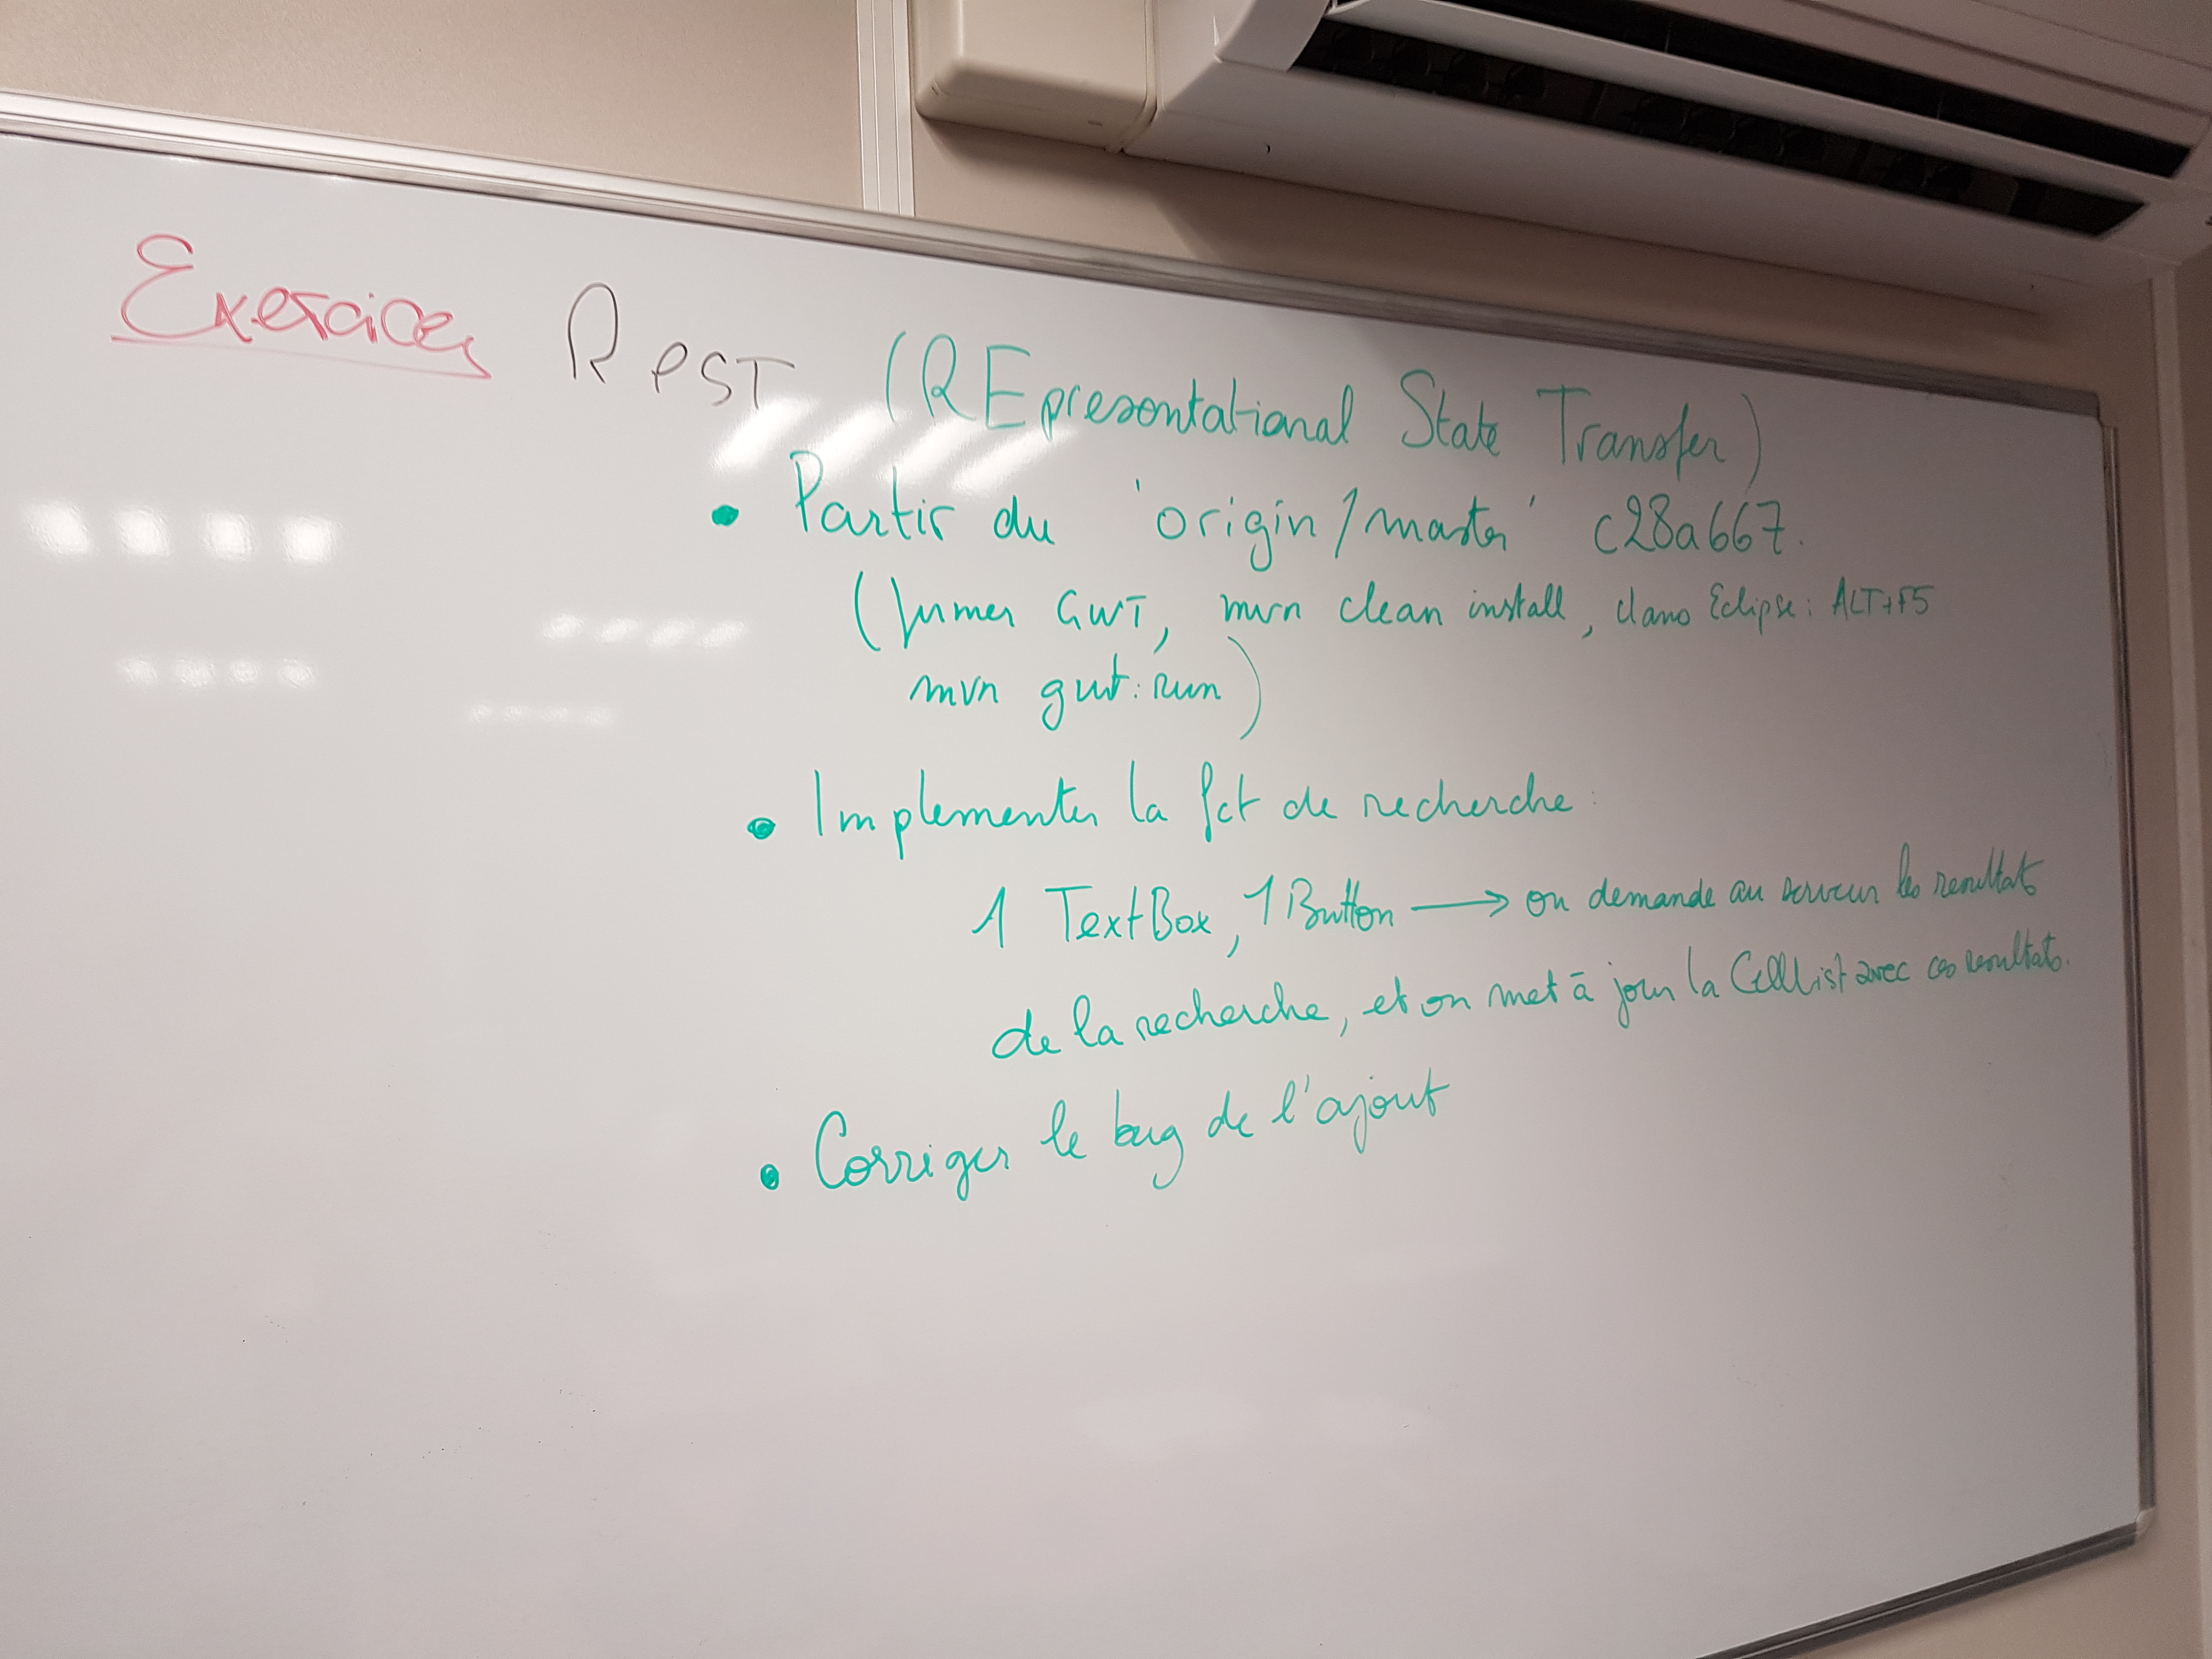 Exercices Rest (REpresentational State Transfer)
• Partir du 'origin/master' c28a667.
(fermer GWT, mvn clean install, dans Eclipse : ALT+F5
mvn gwt:run)
• Implementer la fct de recherche :
1 TextBox, 1 Button → on demande au serveur les resultats
de la recherche, et on met à jour la CellList avec ces resultats.
• Corriger le bug de l'ajout